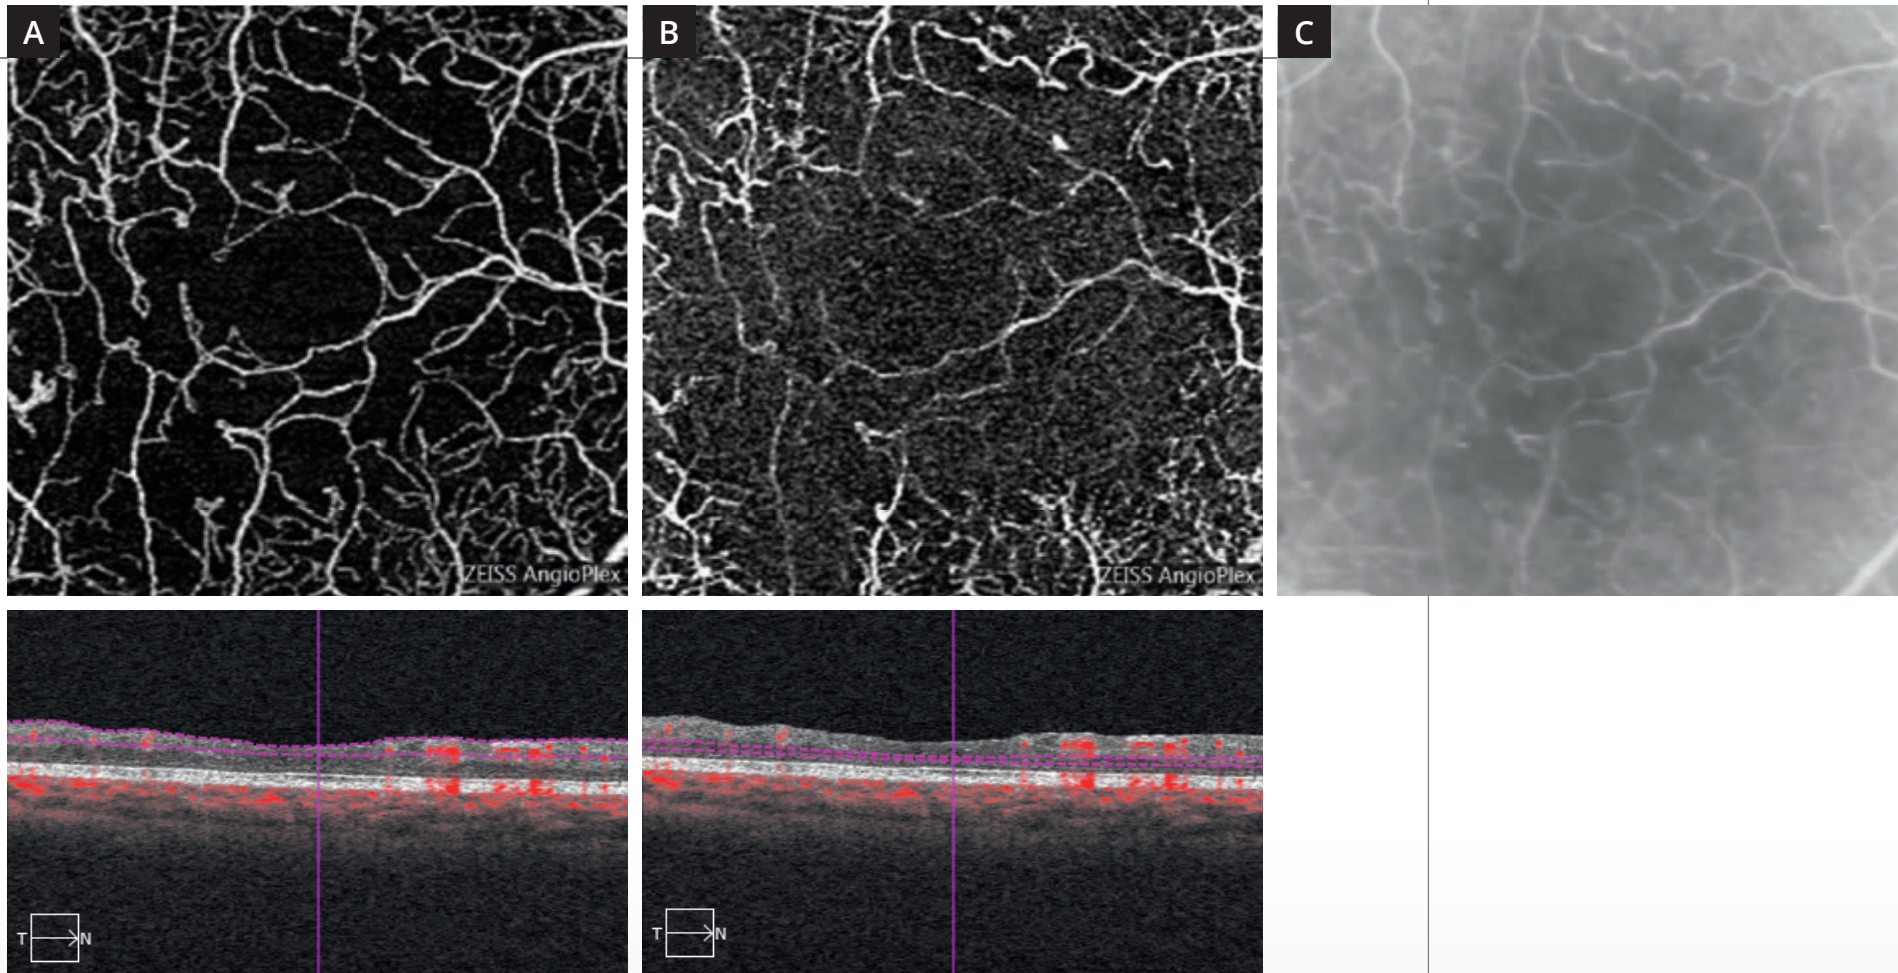 A
B
C
ZEISS AngioPlex
ZEISS AngioPlex
T N
T N